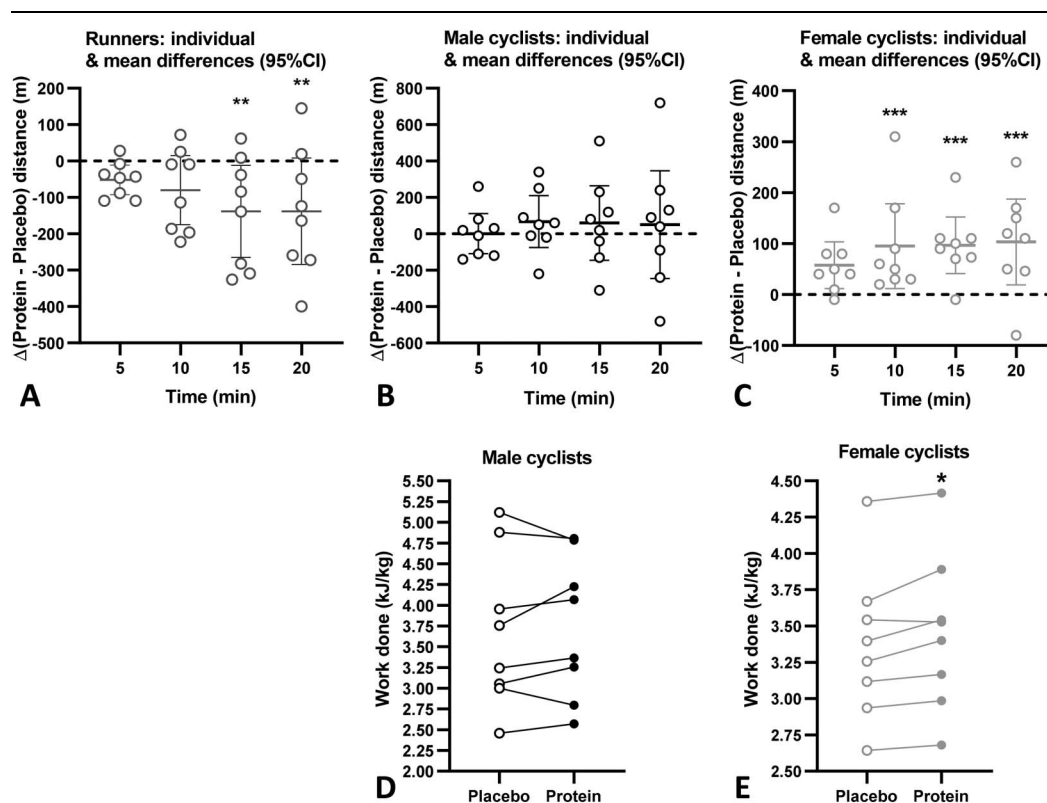 Runners: individual
& mean differences (95%CI)
Δ(Protein - Placebo) distance (m)
200
100
0
-100
-200
-300
-400
-500
**
**
5
10
15
20
Time (min)
A
Male cyclists: individual
& mean differences (95%CI)
Δ(Protein - Placebo) distance (m)
800
600
400
200
0
-200
-400
-600
5
10
15
20
Time (min)
B
Female cyclists: individual
& mean differences (95%CI)
Δ(Protein - Placebo) distance (m)
400
300
200
100
0
-100
***
***
***
5
10
15
20
Time (min)
C
Male cyclists
Work done (kJ/kg)
5.50
5.25
5.00
4.75
4.50
4.25
4.00
3.75
3.50
3.25
3.00
2.75
2.50
2.25
2.00
Placebo
Protein
D
Female cyclists
Work done (kJ/kg)
4.50
4.25
4.00
3.75
3.50
3.25
3.00
2.75
2.50
*
Placebo
Protein
E